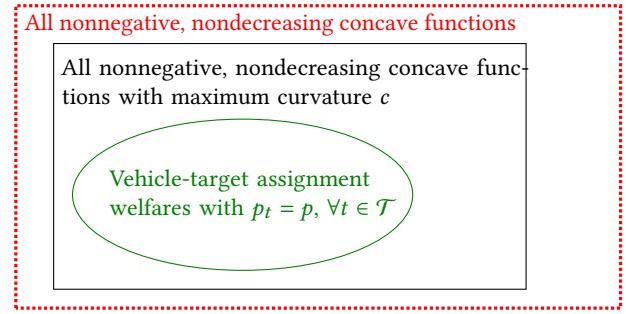 All nonnegative, nondecreasing concave functions
All nonnegative, nondecreasing concave func-
tions with maximum curvature c
Vehicle-target assignment
welfares with pₜ = p, ∀t ∈ 𝒯